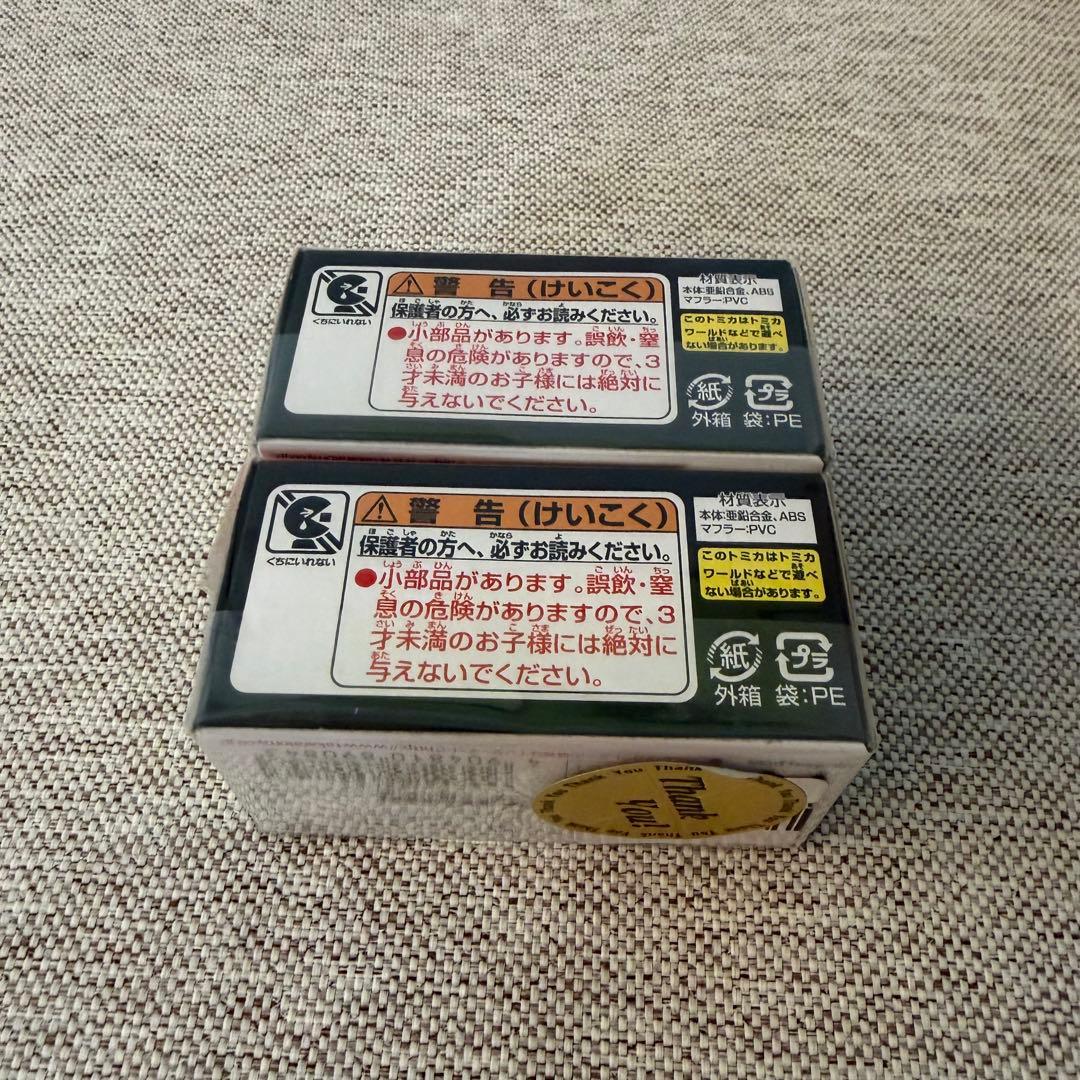 くちにいれない
警告(けいこく)
保護者の方へ、必ずお読みください。
●小部品があります。誤飲・窒
息の危険がありますので、3
才未満のお子様には絶対に
与えないでください。
材質表示
本体:亜鉛合金、ABS
マフラー:PVC
このトミカはトミカ
ワールドなどで遊べ
ない場合があります。
紙
プラ
外箱 袋:PE
くちにいれない
警告(けいこく)
保護者の方へ、必ずお読みください。
●小部品があります。誤飲・窒
息の危険がありますので、3
才未満のお子様には絶対に
与えないでください。
材質表示
本体:亜鉛合金、ABS
マフラー:PVC
このトミカはトミカ
ワールドなどで遊べ
ない場合があります。
紙
プラ
外箱 袋:PE
Thank You Thank
Thank
You!